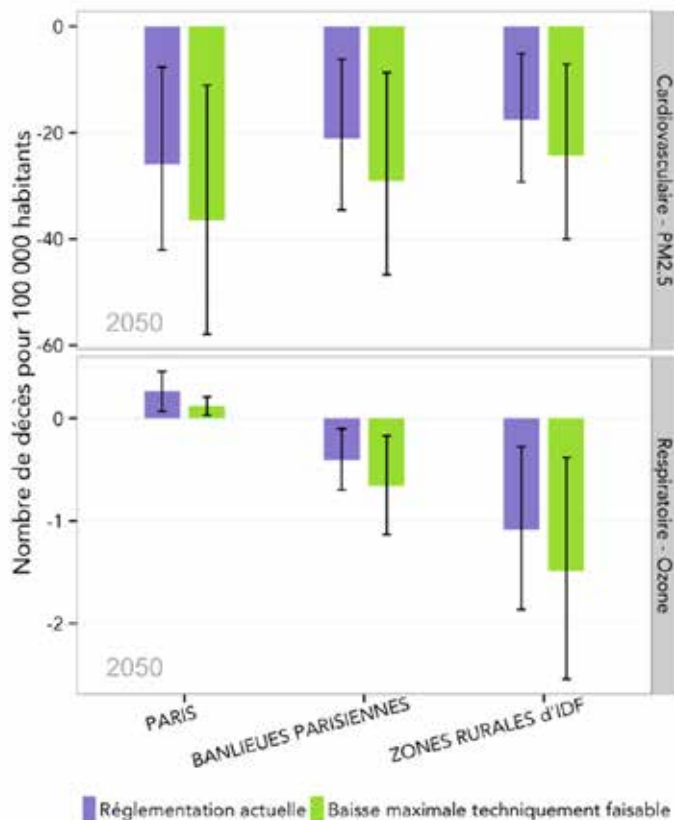 Nombre de décès pour 100 000 habitants
0
-20
-40
-60
2050
Cardiovasculaire - PM2.5
0
-1
-2
2050
Respiratoire - Ozone
PARIS
BANLIEUES PARISIENNES
ZONES RURALES d'IDF
Réglementation actuelle
Baisse maximale techniquement faisable